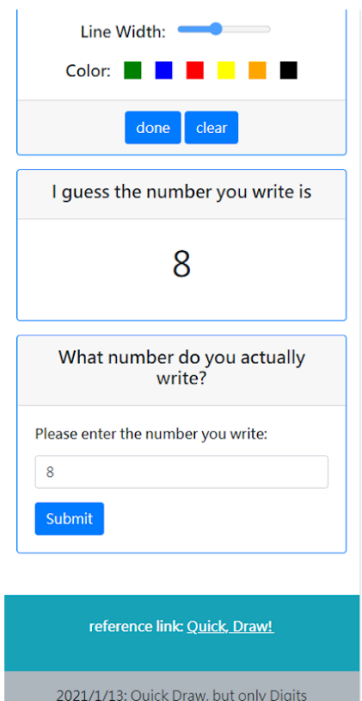 Line Width:
Color:
done clear
I guess the number you write is
8
What number do you actually
write?
Please enter the number you write:
8
Submit
reference link: Quick, Draw!
2021/1/13: Quick Draw, but only Digits